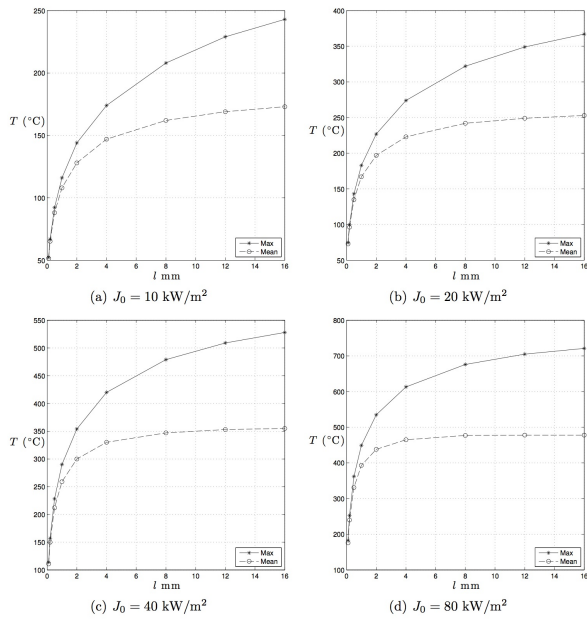 250
200
T (°C)
150
100
50
0 2 4 6 8 10 12 14 16
l mm
Max
Mean
(a) J₀ = 10 kW/m²
400
350
300
250
T (°C)
200
150
100
50
0 2 4 6 8 10 12 14 16
l mm
Max
Mean
(b) J₀ = 20 kW/m²
550
500
450
400
350
T (°C)
300
250
200
150
100
0 2 4 6 8 10 12 14 16
l mm
Max
Mean
(c) J₀ = 40 kW/m²
800
700
600
500
T (°C)
400
300
200
100
0 2 4 6 8 10 12 14 16
l mm
Max
Mean
(d) J₀ = 80 kW/m²